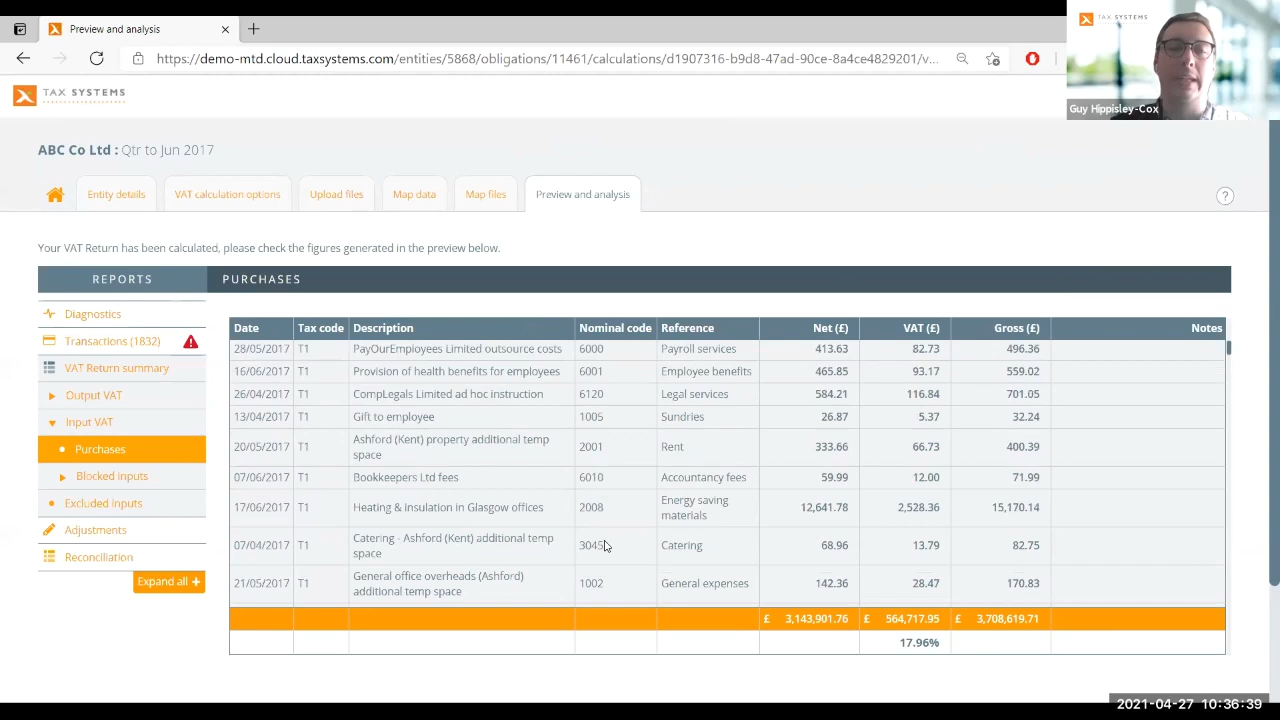 Preview and analysis
https://demo-mtd.cloud.taxsystems.com/entities/5868/obligations/11461/calculations/d1907316-b9d8-47ad-90ce-8a4ce4829201/v...
TAX SYSTEMS
Guy Hippisley-Cox
TAX SYSTEMS
ABC Co Ltd : Qtr to Jun 2017
Entity details VAT calculation options Upload files Map data Map files Preview and analysis ?
Your VAT Return has been calculated, please check the figures generated in the preview below.
REPORTS PURCHASES
Diagnostics
Transactions (1832)
VAT Return summary
Output VAT
Input VAT
Purchases
Blocked inputs
Excluded inputs
Adjustments
Reconciliation
Expand all +
Date Tax code Description Nominal code Reference Net (£) VAT (£) Gross (£) Notes
28/05/2017 T1 PayOurEmployees Limited outsource costs 6000 Payroll services 413.63 82.73 496.36
16/06/2017 T1 Provision of health benefits for employees 6001 Employee benefits 465.85 93.17 559.02
26/04/2017 T1 CompLegals Limited ad hoc instruction 6120 Legal services 584.21 116.84 701.05
13/04/2017 T1 Gift to employee 1005 Sundries 26.87 5.37 32.24
20/05/2017 T1 Ashford (Kent) property additional temp space 2001 Rent 333.66 66.73 400.39
07/06/2017 T1 Bookkeepers Ltd fees 6010 Accountancy fees 59.99 12.00 71.99
17/06/2017 T1 Heating & insulation in Glasgow offices 2008 Energy saving materials 12,641.78 2,528.36 15,170.14
07/04/2017 T1 Catering - Ashford (Kent) additional temp space 3045 Catering 68.96 13.79 82.75
21/05/2017 T1 General office overheads (Ashford) additional temp space 1002 General expenses 142.36 28.47 170.83
£ 3,143,901.76 £ 564,717.95 £ 3,708,619.71
17.96%
2021-04-27 10:36:39